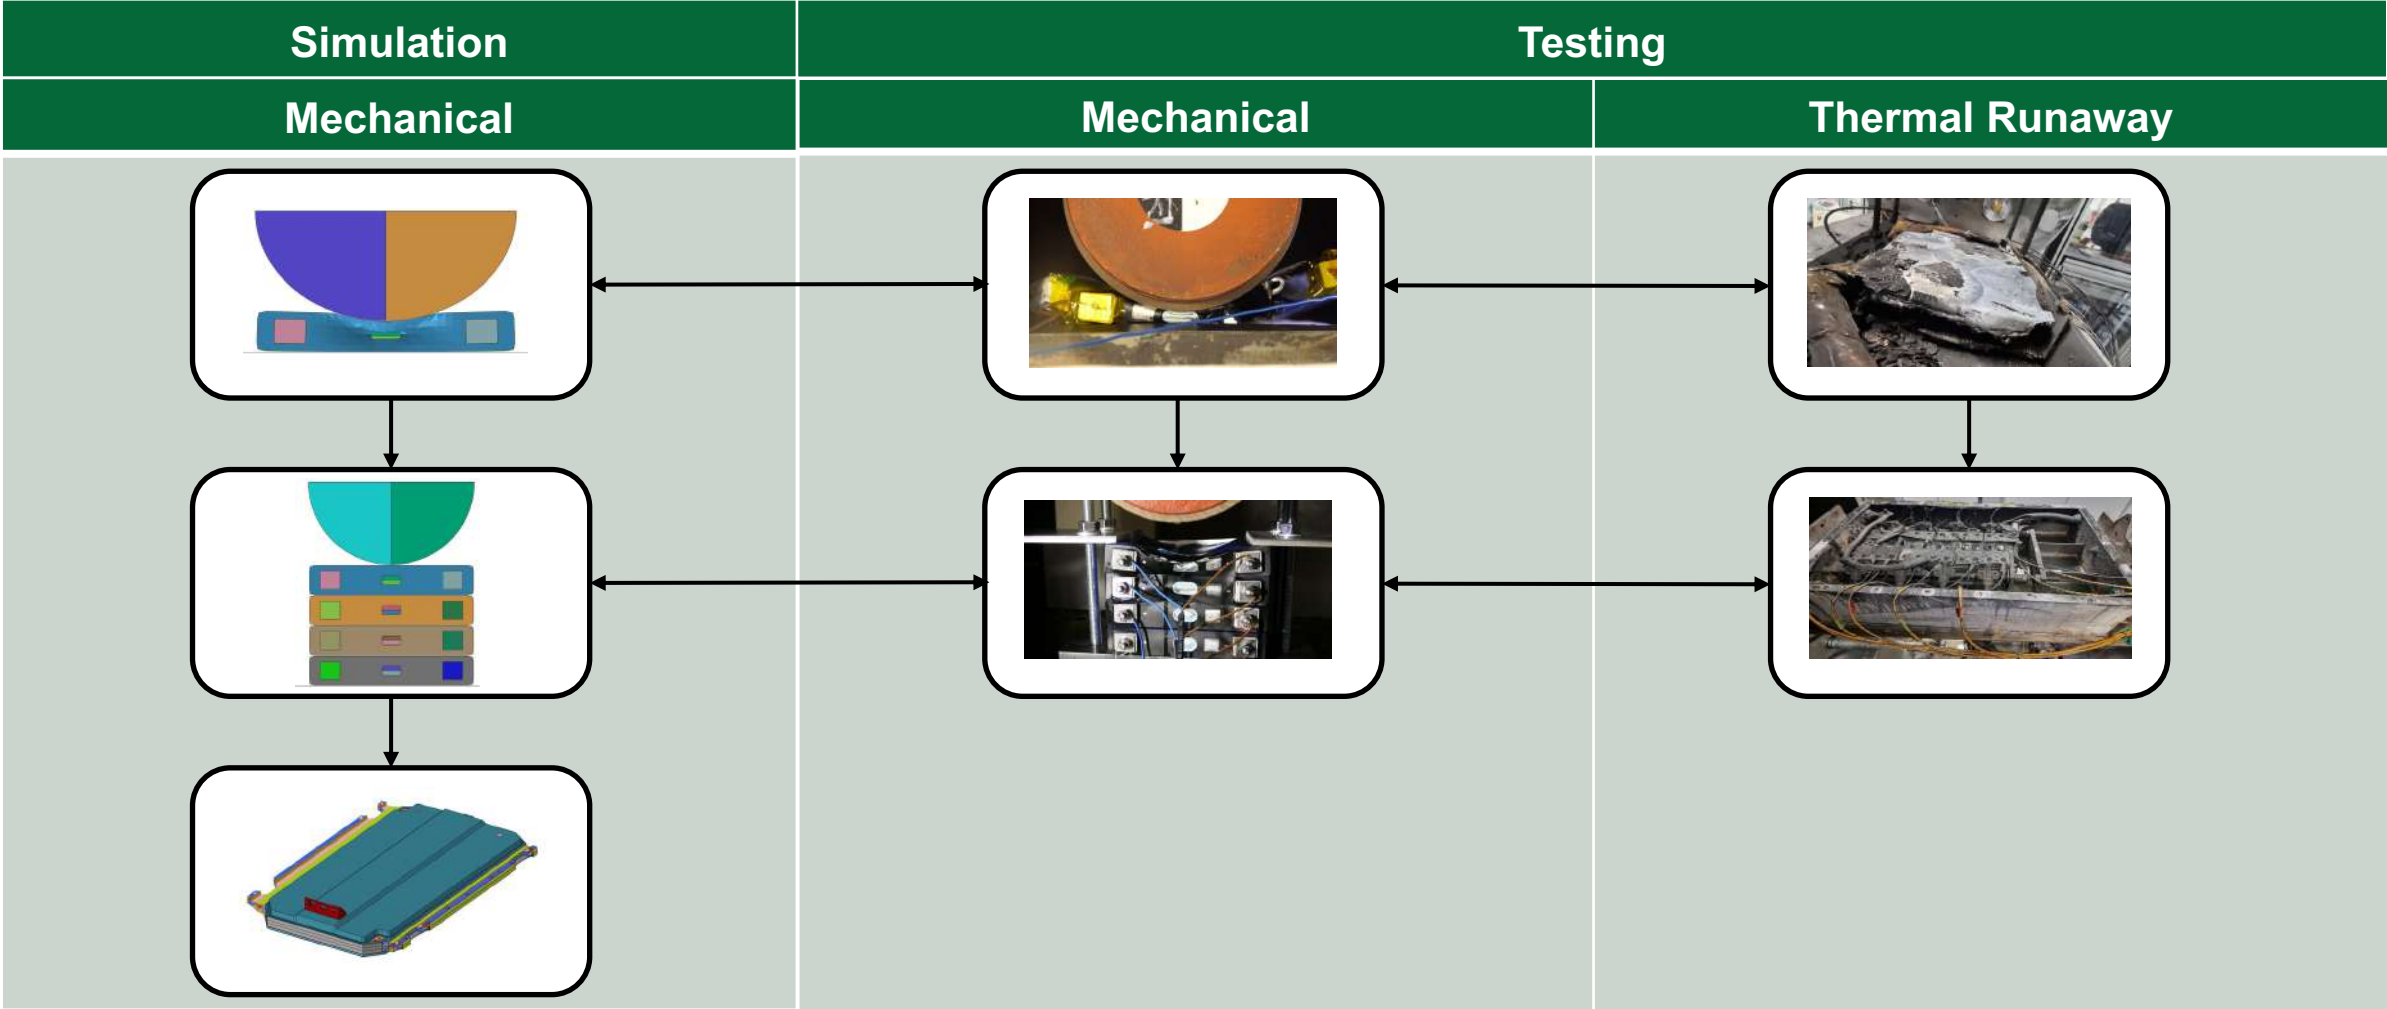 Simulation
Testing
Mechanical
Mechanical
Thermal Runaway